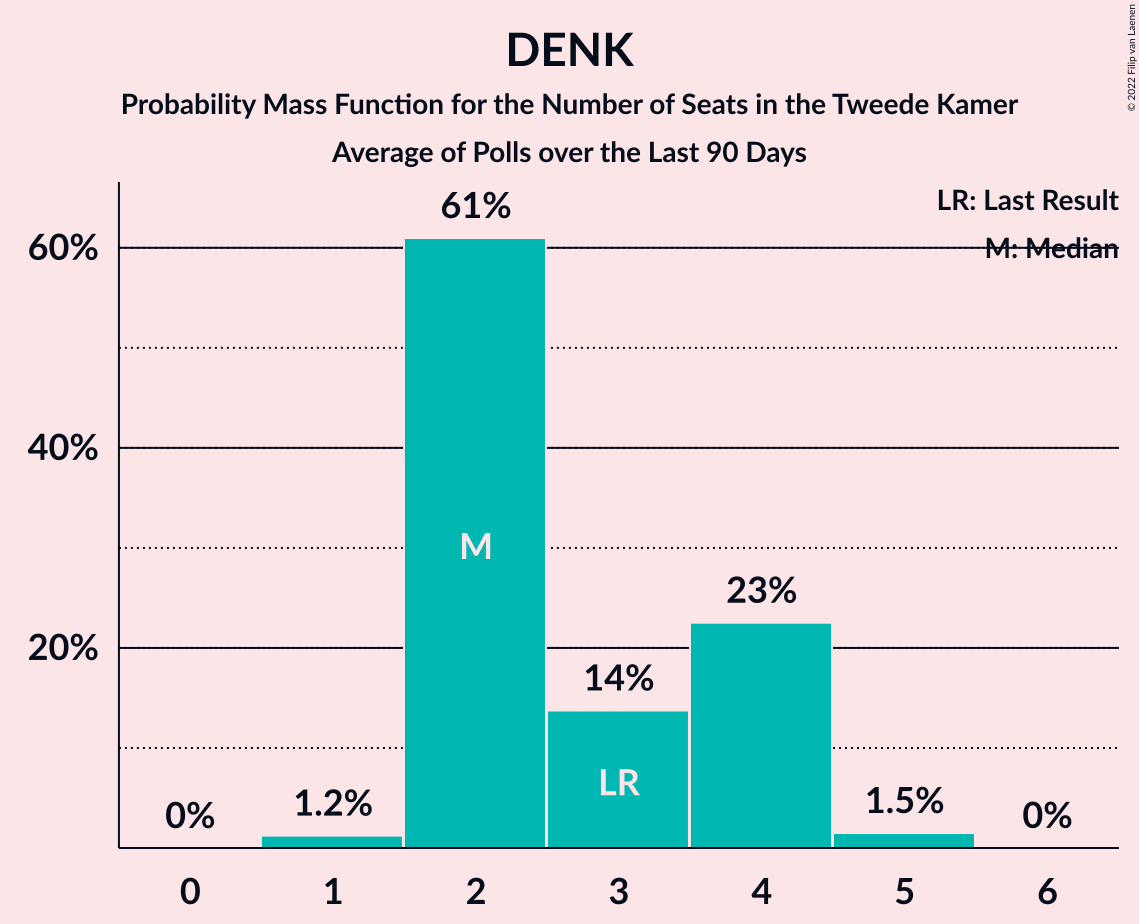 DENK
Probability Mass Function for the Number of Seats in the Tweede Kamer
Average of Polls over the Last 90 Days
© 2022 Filip van Laenen
LR: Last Result
M: Median
60%
40%
20%
0%
1.2%
61%
14%
23%
1.5%
0%
M
LR
0 1 2 3 4 5 6